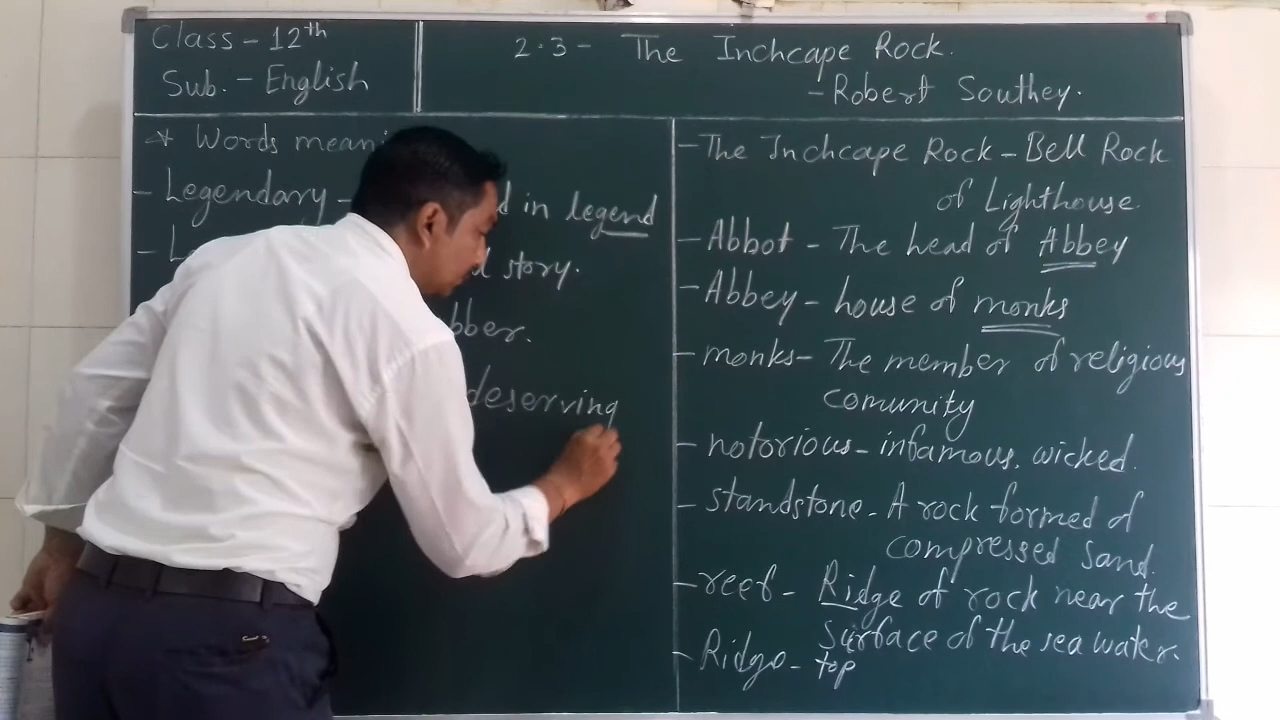 Class - 12th
Sub. - English
2.3 - The Inchcape Rock.
- Robert Southey.
* Words meani
- Legendary - d in legend
- L story.
bber.
deserving
- The Inchcape Rock - Bell Rock
of Lighthouse.
- Abbot - The head of Abbey
- Abbey - house of monks
- monks - The member of religious
comunity
- notorious - infamous, wicked.
- standstone - A rock formed of
compressed sand.
- reef - Ridge of rock near the
surface of the sea water.
- Ridge - top